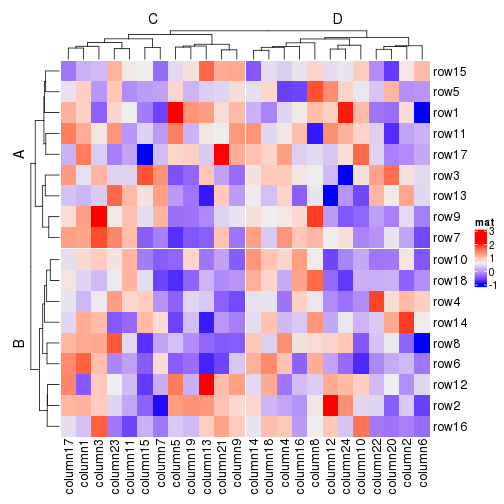 C D
A
B
row15
row5
row1
row11
row17
row3
row13
row9
row7
row10
row18
row4
row14
row8
row6
row12
row2
row16
mat
3
2
1
0
-1
column17
column1
column3
column23
column11
column15
column7
column5
column19
column13
column21
column9
column14
column18
column4
column16
column8
column12
column24
column10
column22
column20
column2
column6